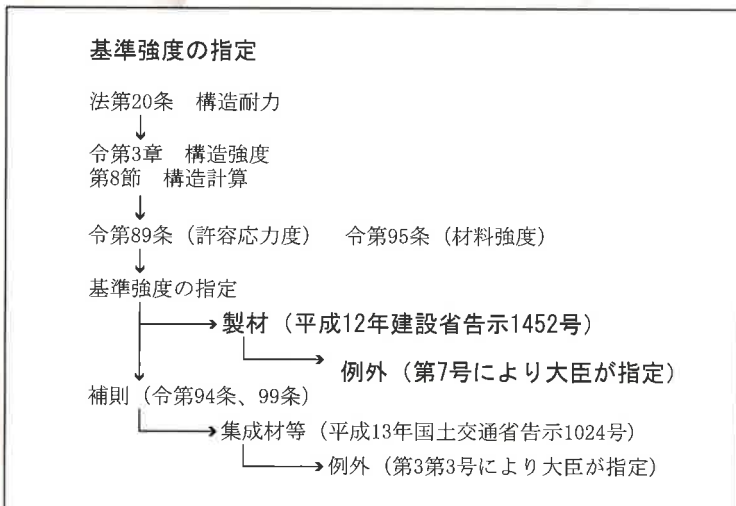 基準強度の指定
法第20条 構造耐力
令第3章 構造強度
第8節 構造計算
令第89条（許容応力度） 令第95条（材料強度）
基準強度の指定
製材（平成12年建設省告示1452号）
例外（第7号により大臣が指定）
補則（令第94条、99条）
集成材等（平成13年国土交通省告示1024号）
例外（第3第3号により大臣が指定）